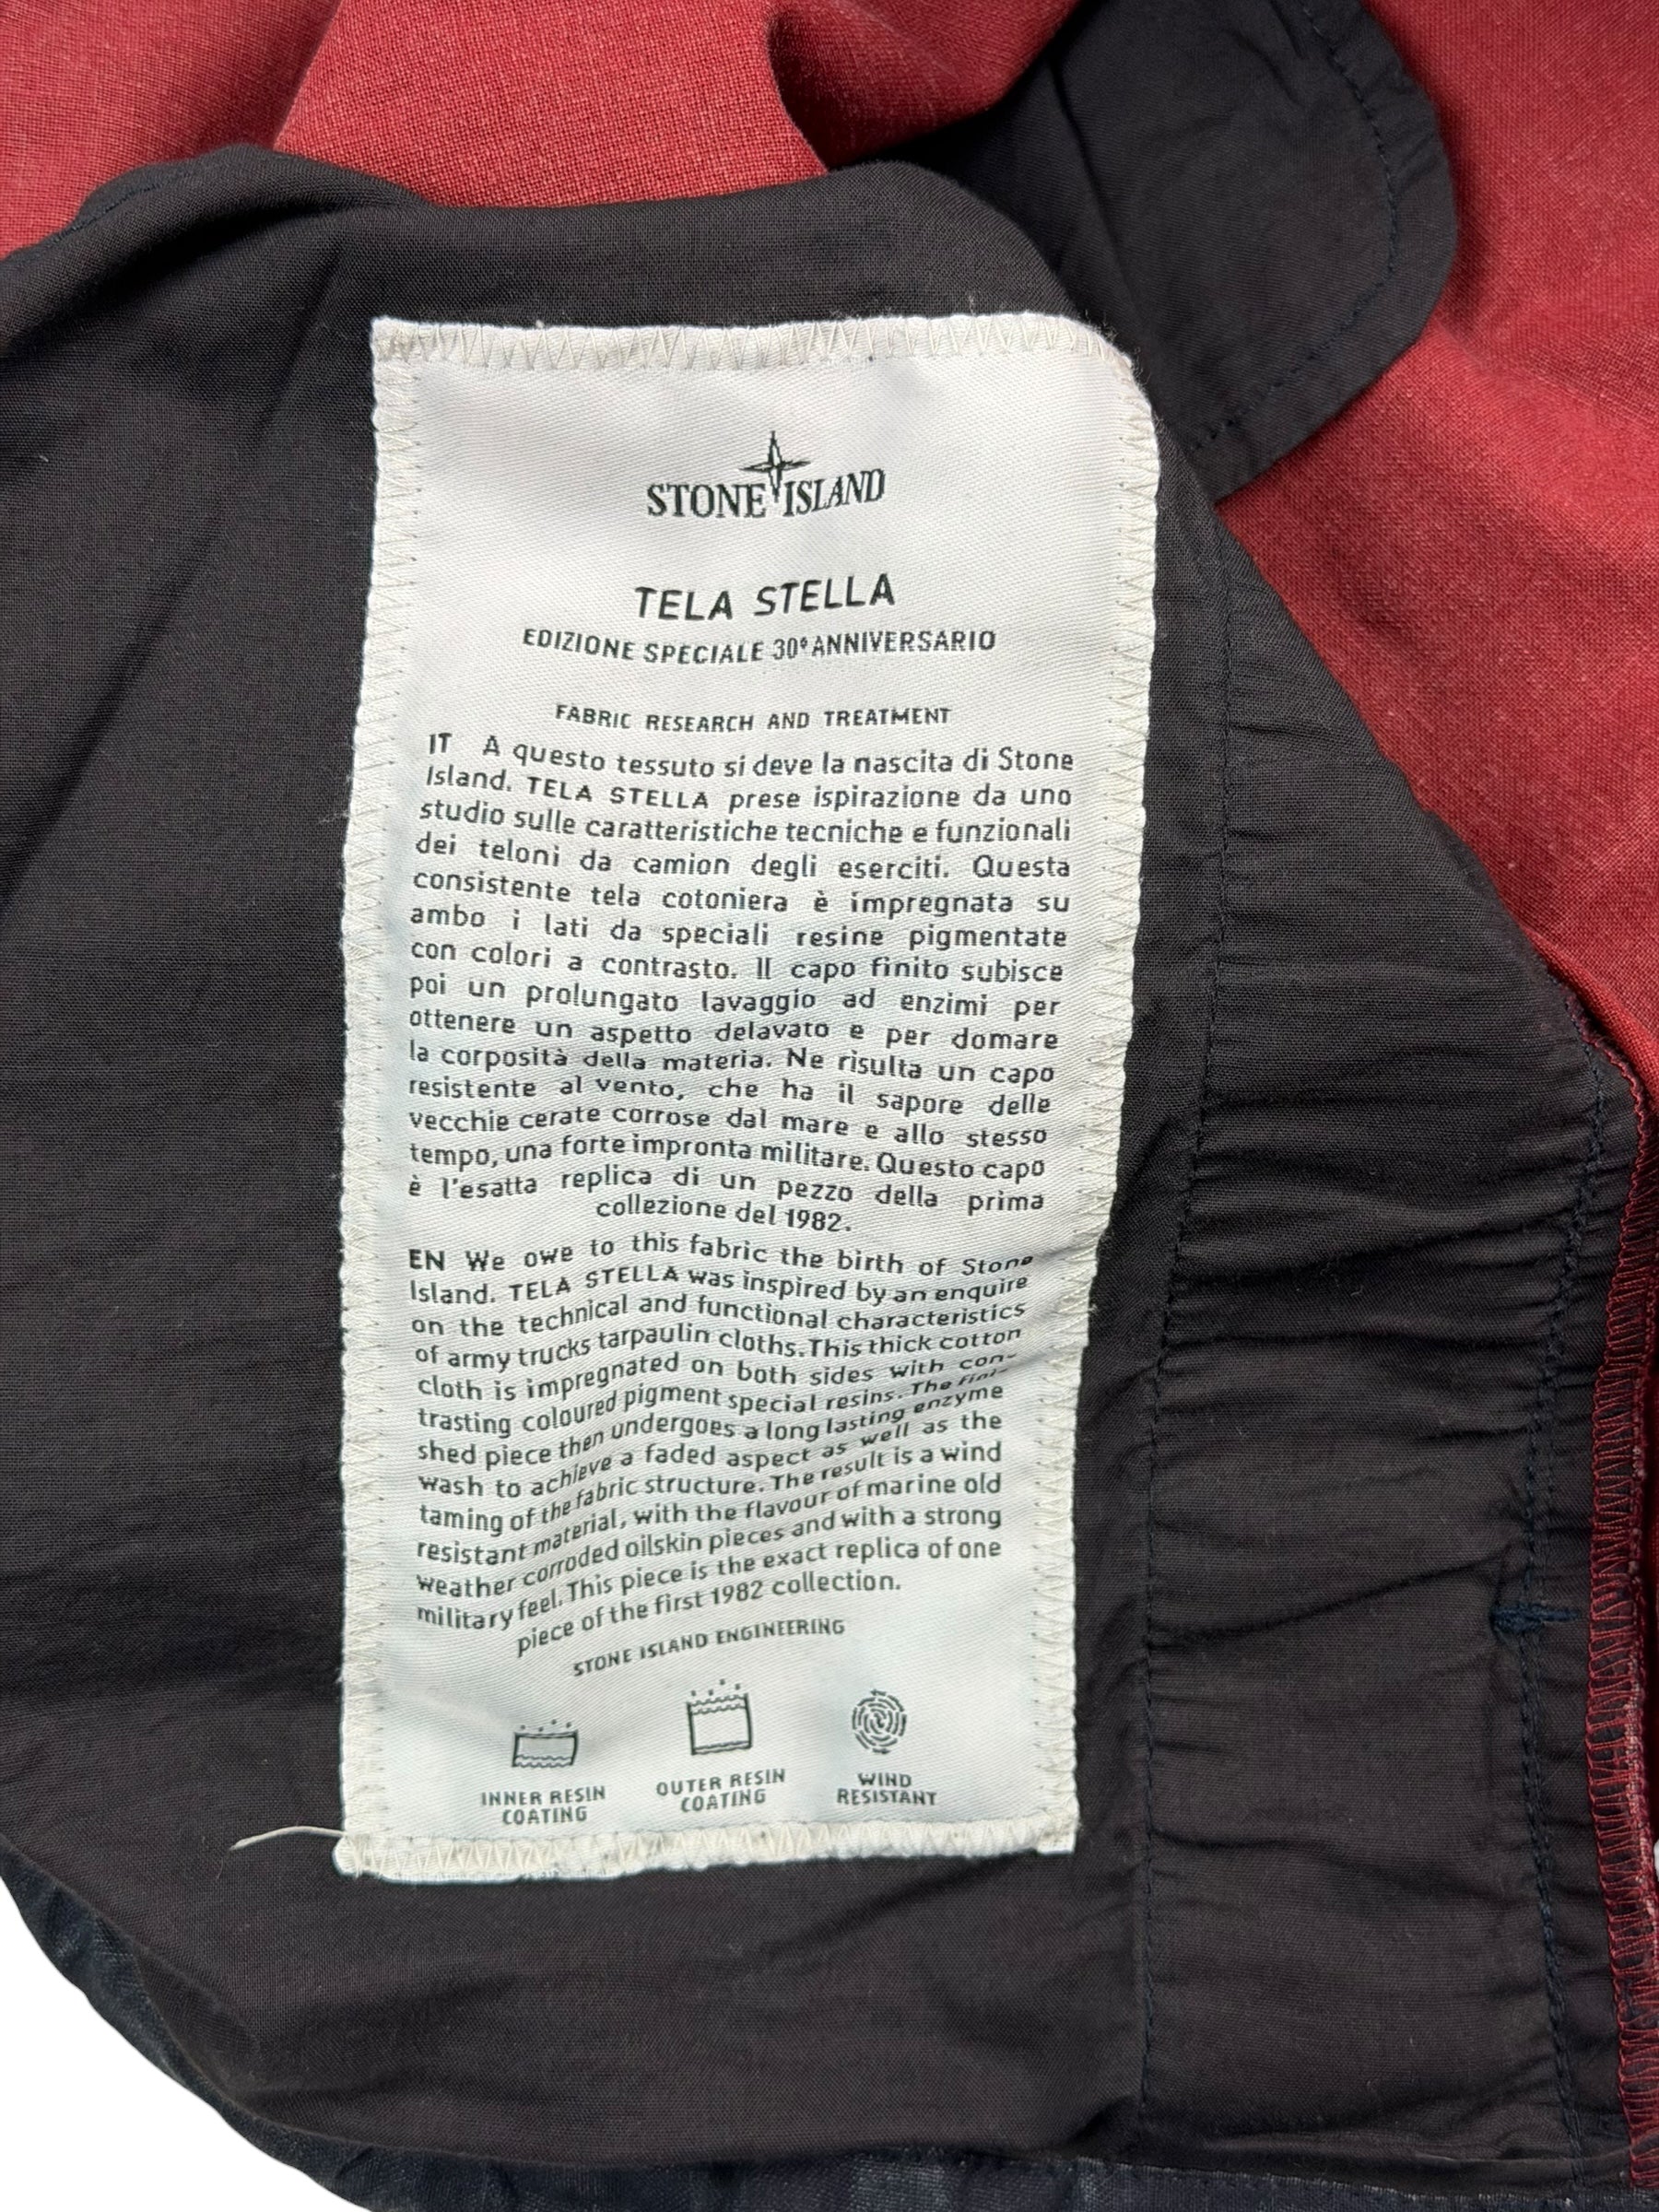 STONE ISLAND
TELA STELLA
EDIZIONE SPECIALE 30° ANNIVERSARIO
FABRIC RESEARCH AND TREATMENT
IT A questo tessuto si deve la nascita di Stone
Island. TELA STELLA prese ispirazione da uno
studio sulle caratteristiche tecniche e funzionali
dei teloni da camion degli eserciti. Questa
consistente tela cotoniera è impregnata su
ambo i lati da speciali resine pigmentate
con colori a contrasto. Il capo finito subisce
poi un prolungato lavaggio ad enzimi per
ottenere un aspetto delavato e per domare
la corposità della materia. Ne risulta un capo
resistente al vento, che ha il sapore delle
vecchie cerate corrose dal mare e allo stesso
tempo, una forte impronta militare. Questo capo
è l'esatta replica di un pezzo della prima
collezione del 1982.
EN We owe to this fabric the birth of Stone
Island. TELA STELLA was inspired by an enquire
on the technical and functional characteristics
of army trucks tarpaulin cloths. This thick cotton
cloth is impregnated on both sides with con-
trasting coloured pigment special resins. The fini-
shed piece then undergoes a long lasting enzyme
wash to achieve a faded aspect as well as the
taming of the fabric structure. The result is a wind
resistant material, with the flavour of marine old
weather corroded oilskin pieces and with a strong
military feel. This piece is the exact replica of one
piece of the first 1982 collection.
STONE ISLAND ENGINEERING
INNER RESIN COATING
OUTER RESIN COATING
WIND RESISTANT